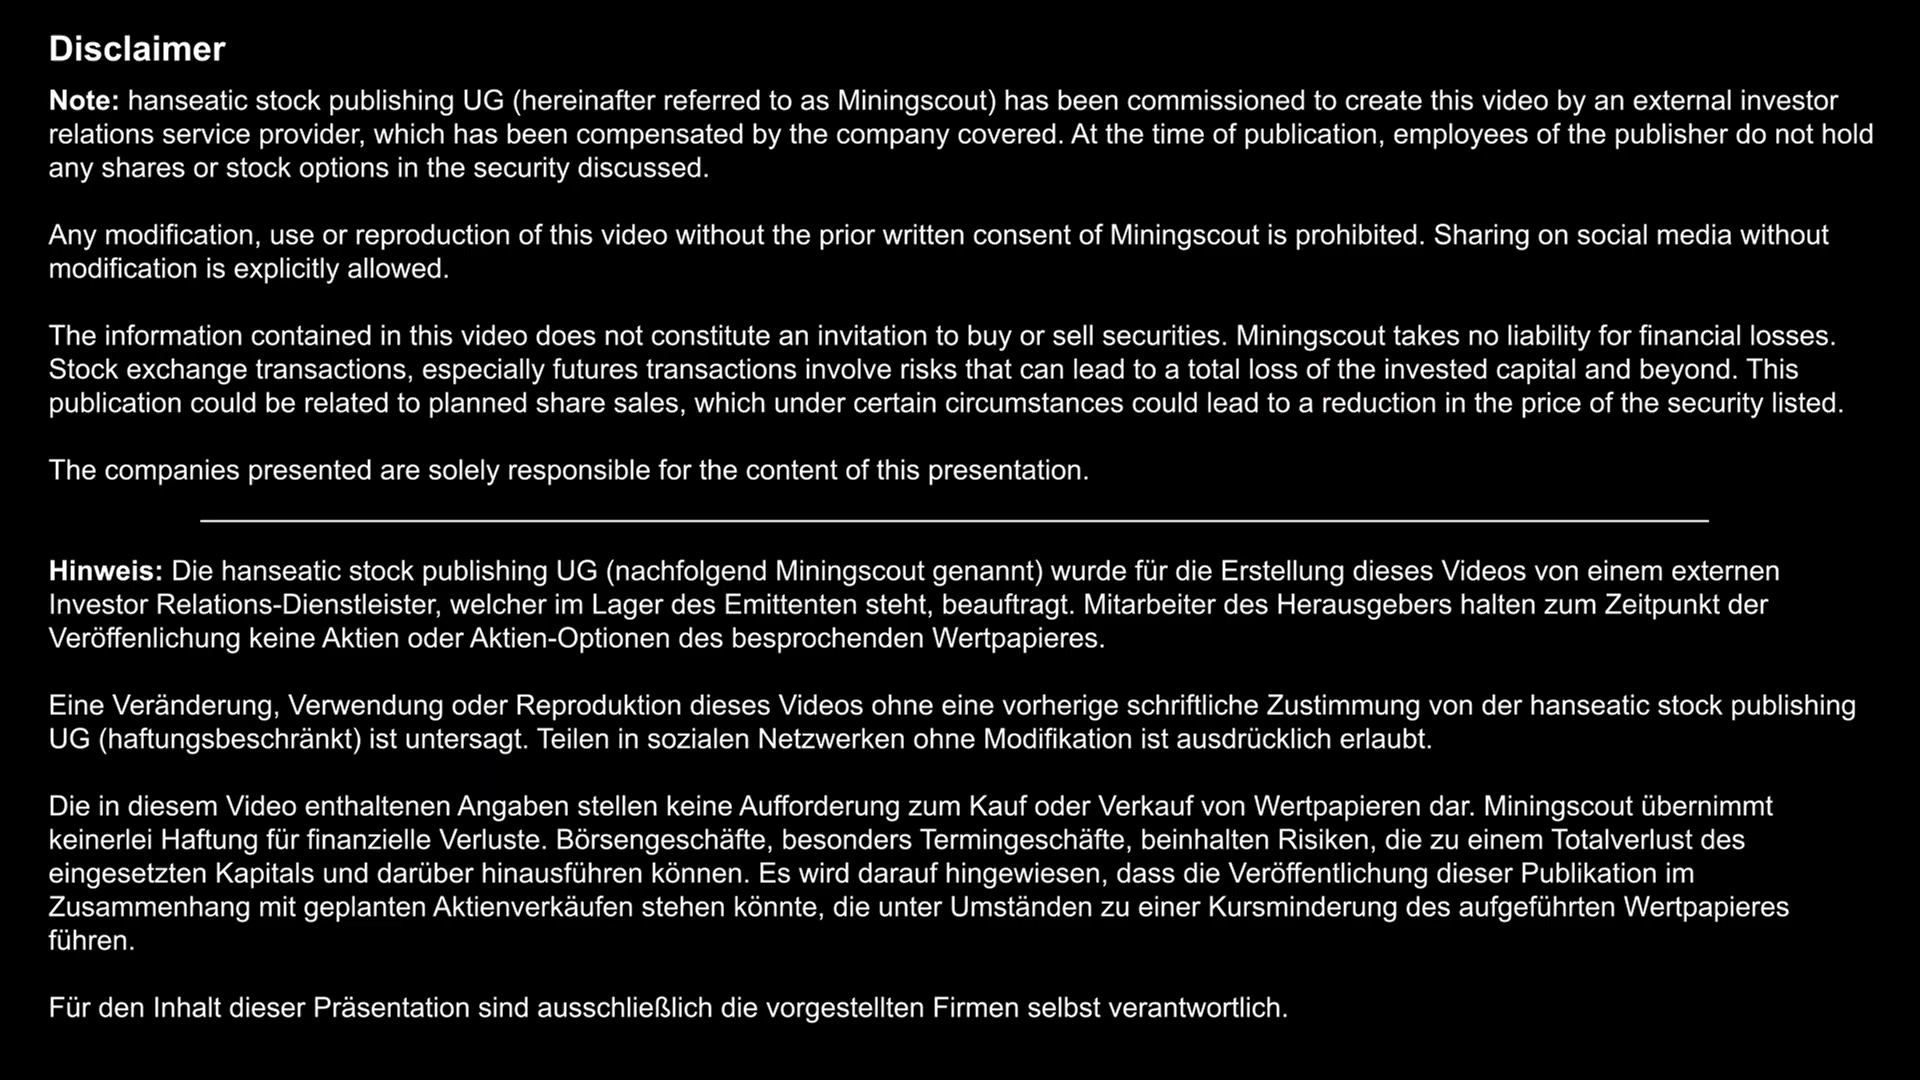 Disclaimer
Note: hanseatic stock publishing UG (hereinafter referred to as Miningscout) has been commissioned to create this video by an external investor
relations service provider, which has been compensated by the company covered. At the time of publication, employees of the publisher do not hold
any shares or stock options in the security discussed.
Any modification, use or reproduction of this video without the prior written consent of Miningscout is prohibited. Sharing on social media without
modification is explicitly allowed.
The information contained in this video does not constitute an invitation to buy or sell securities. Miningscout takes no liability for financial losses.
Stock exchange transactions, especially futures transactions involve risks that can lead to a total loss of the invested capital and beyond. This
publication could be related to planned share sales, which under certain circumstances could lead to a reduction in the price of the security listed.
The companies presented are solely responsible for the content of this presentation.
Hinweis: Die hanseatic stock publishing UG (nachfolgend Miningscout genannt) wurde für die Erstellung dieses Videos von einem externen
Investor Relations-Dienstleister, welcher im Lager des Emittenten steht, beauftragt. Mitarbeiter des Herausgebers halten zum Zeitpunkt der
Veröffenlichung keine Aktien oder Aktien-Optionen des besprochenden Wertpapieres.
Eine Veränderung, Verwendung oder Reproduktion dieses Videos ohne eine vorherige schriftliche Zustimmung von der hanseatic stock publishing
UG (haftungsbeschränkt) ist untersagt. Teilen in sozialen Netzwerken ohne Modifikation ist ausdrücklich erlaubt.
Die in diesem Video enthaltenen Angaben stellen keine Aufforderung zum Kauf oder Verkauf von Wertpapieren dar. Miningscout übernimmt
keinerlei Haftung für finanzielle Verluste. Börsengeschäfte, besonders Termingeschäfte, beinhalten Risiken, die zu einem Totalverlust des
eingesetzten Kapitals und darüber hinausführen können. Es wird darauf hingewiesen, dass die Veröffentlichung dieser Publikation im
Zusammenhang mit geplanten Aktienverkäufen stehen könnte, die unter Umständen zu einer Kursminderung des aufgeführten Wertpapieres
führen.
Für den Inhalt dieser Präsentation sind ausschließlich die vorgestellten Firmen selbst verantwortlich.